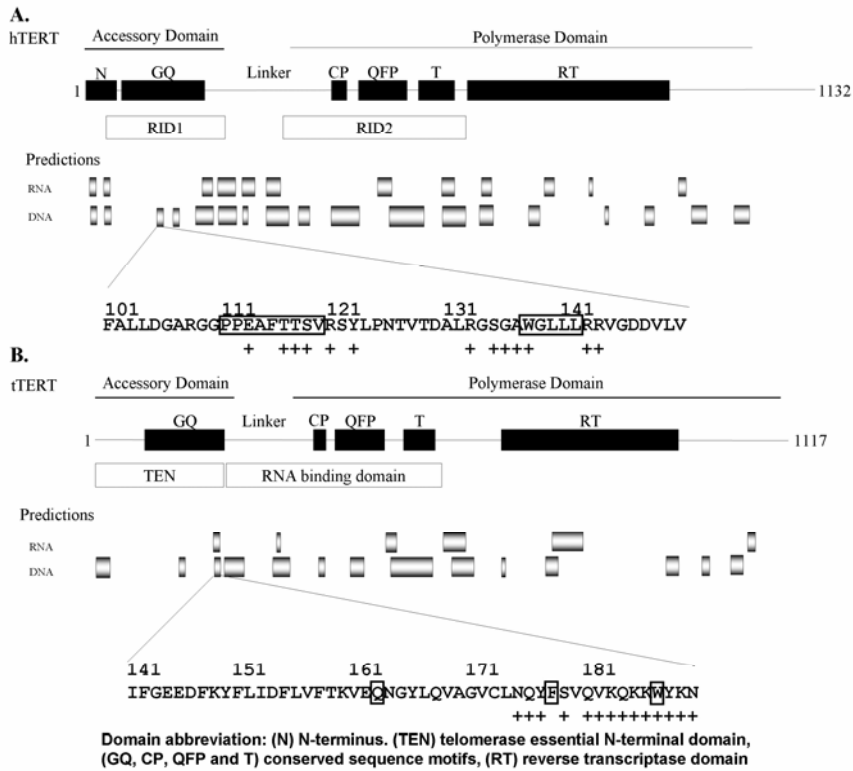 A.
hTERT Accessory Domain Polymerase Domain
N GQ Linker CP QFP T RT
1 1132
RID1 RID2
Predictions
RNA
DNA
101 111 121 131 141
FALLDGARGGPPEAFTTSVRSYLPNTVTDALRGSGAWGLLLRRVGDDVLV
+ +++ + + + ++++ ++
B.
tTERT Accessory Domain Polymerase Domain
GQ Linker CP QFP T RT
1 1117
TEN RNA binding domain
Predictions
RNA
DNA
141 151 161 171 181
IFGEEDFKYFLIDFLVFTKVEQNGYLQVAGVCLNQYFSVQVKQKKWYKN
+++ + ++++++++++
Domain abbreviation: (N) N-terminus. (TEN) telomerase essential N-terminal domain,
(GQ, CP, QFP and T) conserved sequence motifs, (RT) reverse transcriptase domain